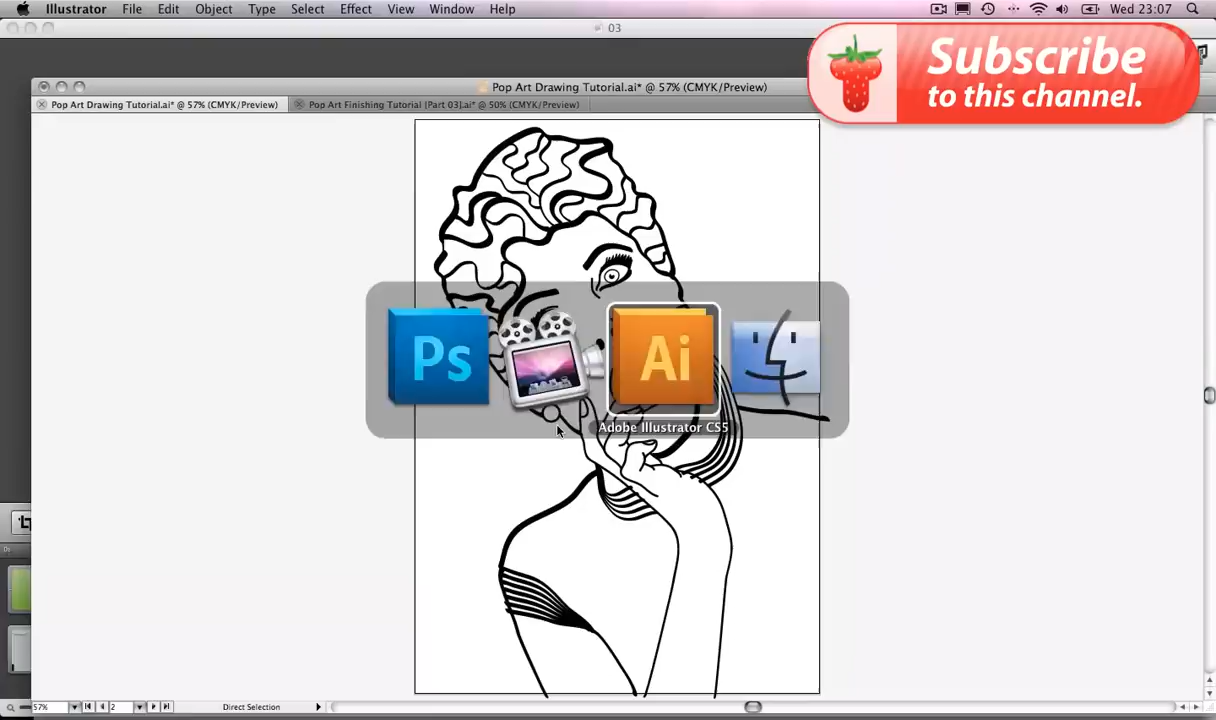 Illustrator File Edit Object Type Select Effect View Window Help Wed 23:07
03
Subscribe
to this channel.
Pop Art Drawing Tutorial.ai* @ 57% (CMYK/Preview)
Pop Art Drawing Tutorial.ai* @ 57% (CMYK/Preview) Pop Art Finishing Tutorial [Part 03].ai* @ 50% (CMYK/Preview)
Ps Ai
Adobe Illustrator CS5
57% 2 Direct Selection